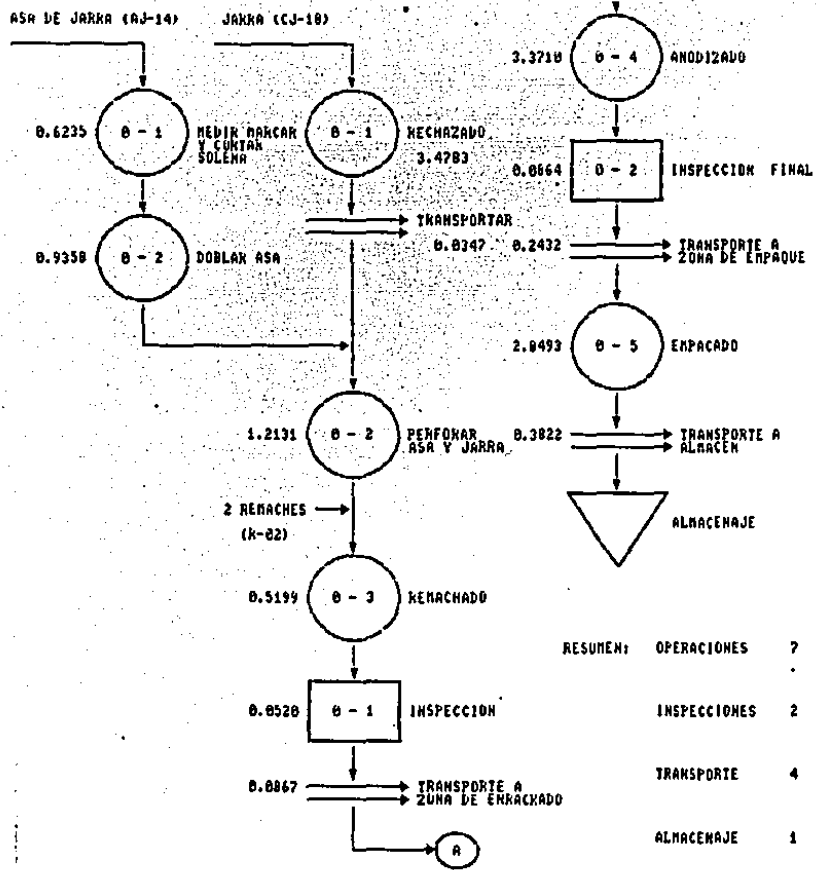 ASA DE JARRA (AJ-14)
JARRA (CJ-18)
0.6235
0 - 1
MEDIR MARCAR
Y CORTAR
SOLERA
0 - 1
RECHAZADO
3.4783
TRANSPORTAR
0.0347
0.9358
0 - 2
DOBLAR ASA
1.2131
0 - 2
PERFORAR
ASA Y JARRA
2 REMACHES
(k-02)
0.5199
0 - 3
REMACHADO
0.0520
0 - 1
INSPECCION
0.0867
TRANSPORTE A
ZONA DE ENRACKADO
A
3.3710
0 - 4
ANODIZADO
0.0864
0 - 2
INSPECCION FINAL
0.2432
TRANSPORTE A
ZONA DE EMPAQUE
2.0493
0 - 5
EMPACADO
0.3822
TRANSPORTE A
ALMACEN
ALMACENAJE
RESUMEN: OPERACIONES 7
INSPECCIONES 2
TRANSPORTE 4
ALMACENAJE 1